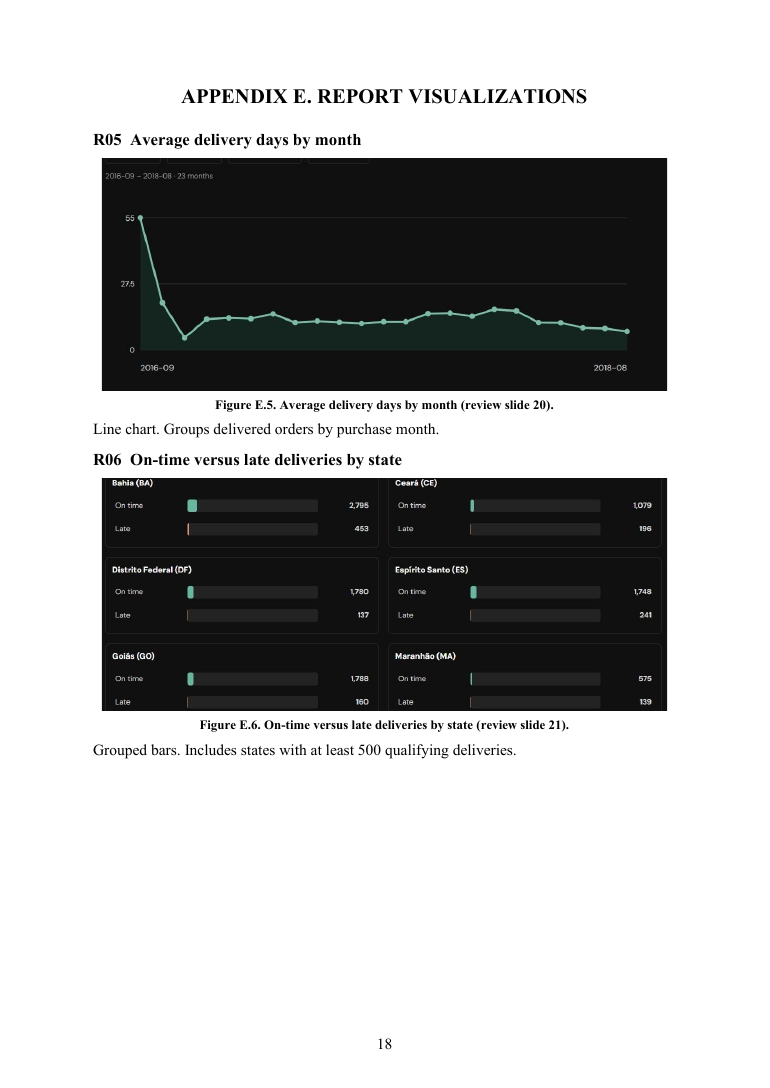 APPENDIX E. REPORT VISUALIZATIONS
R05 Average delivery days by month
2016-09 – 2018-08 · 23 months
55
27.5
0
2016-09 2018-08
Figure E.5. Average delivery days by month (review slide 20).
Line chart. Groups delivered orders by purchase month.
R06 On-time versus late deliveries by state
Bahia (BA) Ceará (CE)
On time 2,795 On time 1,079
Late 453 Late 196
Distrito Federal (DF) Espírito Santo (ES)
On time 1,780 On time 1,748
Late 137 Late 241
Goiás (GO) Maranhão (MA)
On time 1,788 On time 575
Late 160 Late 139
Figure E.6. On-time versus late deliveries by state (review slide 21).
Grouped bars. Includes states with at least 500 qualifying deliveries.
18